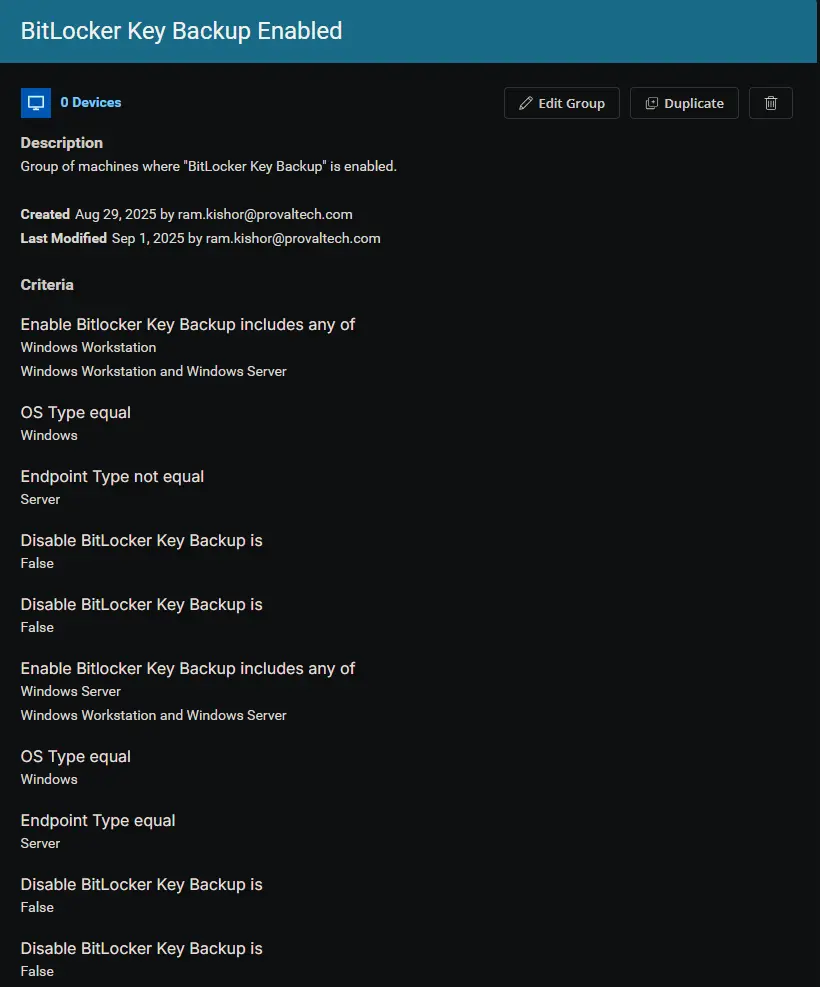 BitLocker Key Backup Enabled
0 Devices
Edit Group
Duplicate
Description
Group of machines where "BitLocker Key Backup" is enabled.
Created Aug 29, 2025 by ram.kishor@provaltech.com
Last Modified Sep 1, 2025 by ram.kishor@provaltech.com
Criteria
Enable Bitlocker Key Backup includes any of
Windows Workstation
Windows Workstation and Windows Server
OS Type equal
Windows
Endpoint Type not equal
Server
Disable BitLocker Key Backup is
False
Disable BitLocker Key Backup is
False
Enable Bitlocker Key Backup includes any of
Windows Server
Windows Workstation and Windows Server
OS Type equal
Windows
Endpoint Type equal
Server
Disable BitLocker Key Backup is
False
Disable BitLocker Key Backup is
False